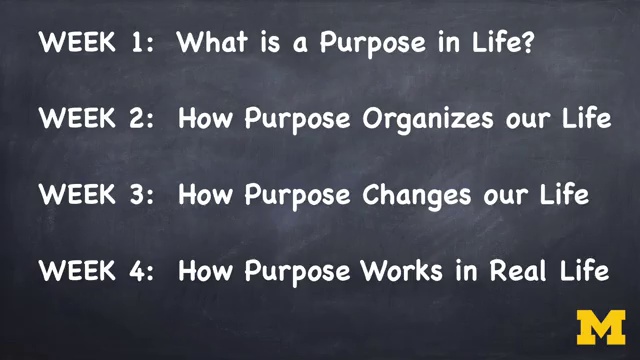 WEEK 1: What is a Purpose in Life?
WEEK 2: How Purpose Organizes our Life
WEEK 3: How Purpose Changes our Life
WEEK 4: How Purpose Works in Real Life
M